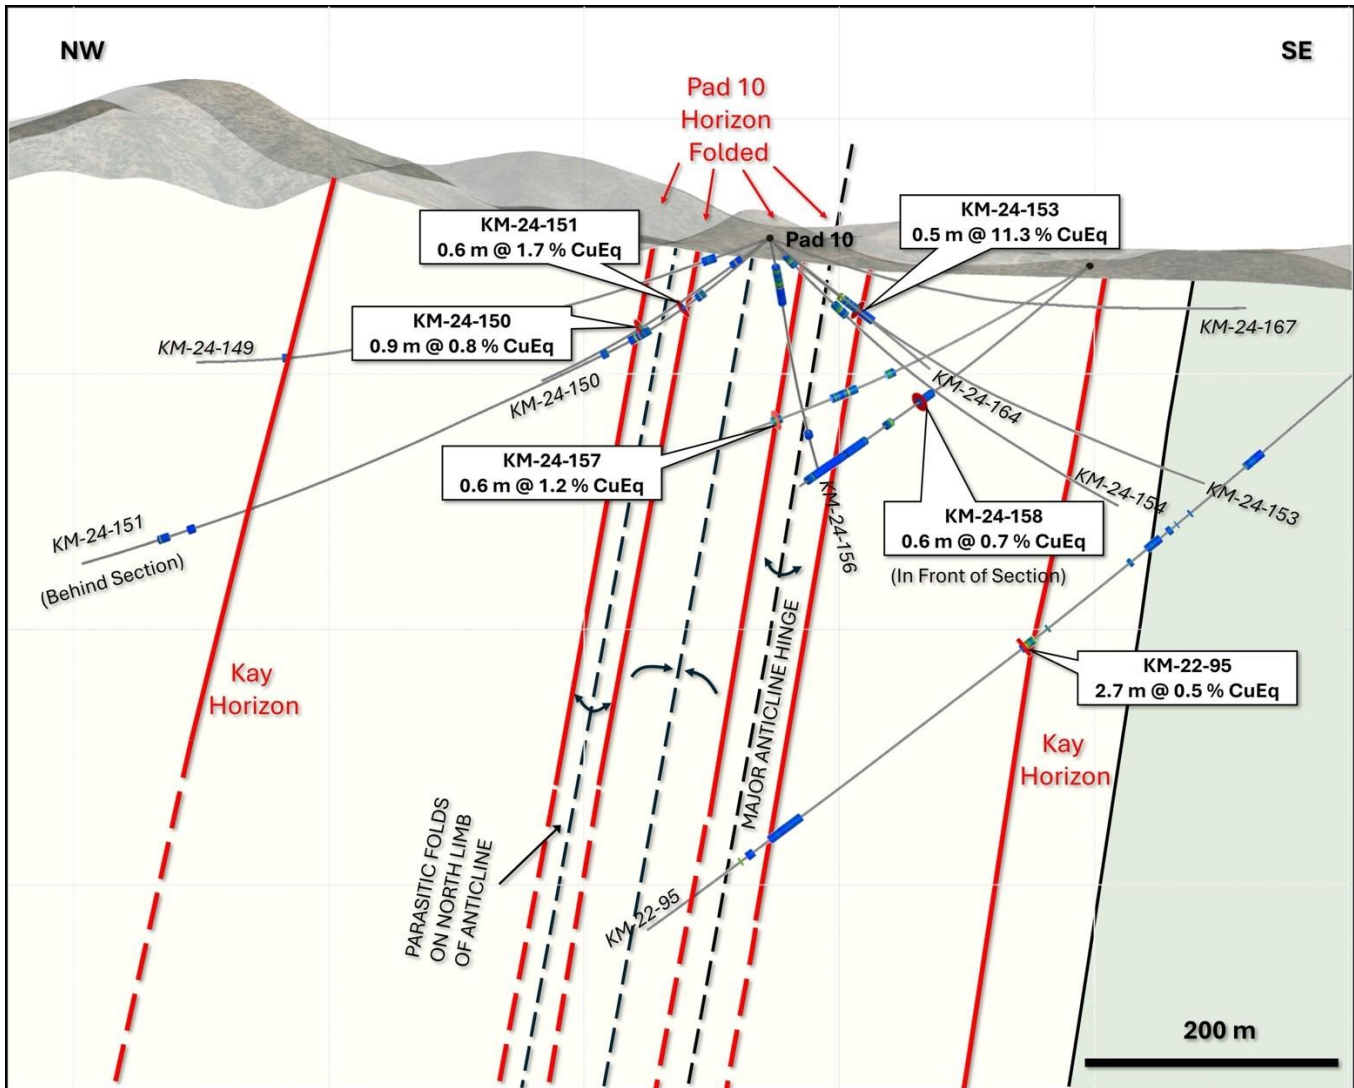 NW
SE
Pad 10
Horizon
Folded
KM-24-151
0.6 m @ 1.7 % CuEq
Pad 10
KM-24-153
0.5 m @ 11.3 % CuEq
KM-24-150
0.9 m @ 0.8 % CuEq
KM-24-149
KM-24-167
KM-24-150
KM-24-164
KM-24-157
0.6 m @ 1.2 % CuEq
KM-24-154
KM-24-153
KM-24-156
KM-24-158
0.6 m @ 0.7 % CuEq
(In Front of Section)
KM-24-151
(Behind Section)
MAJOR ANTICLINE HINGE
Kay
Horizon
KM-22-95
2.7 m @ 0.5 % CuEq
Kay
Horizon
PARASITIC FOLDS
ON NORTH LIMB
OF ANTICLINE
KM-22-95
200 m